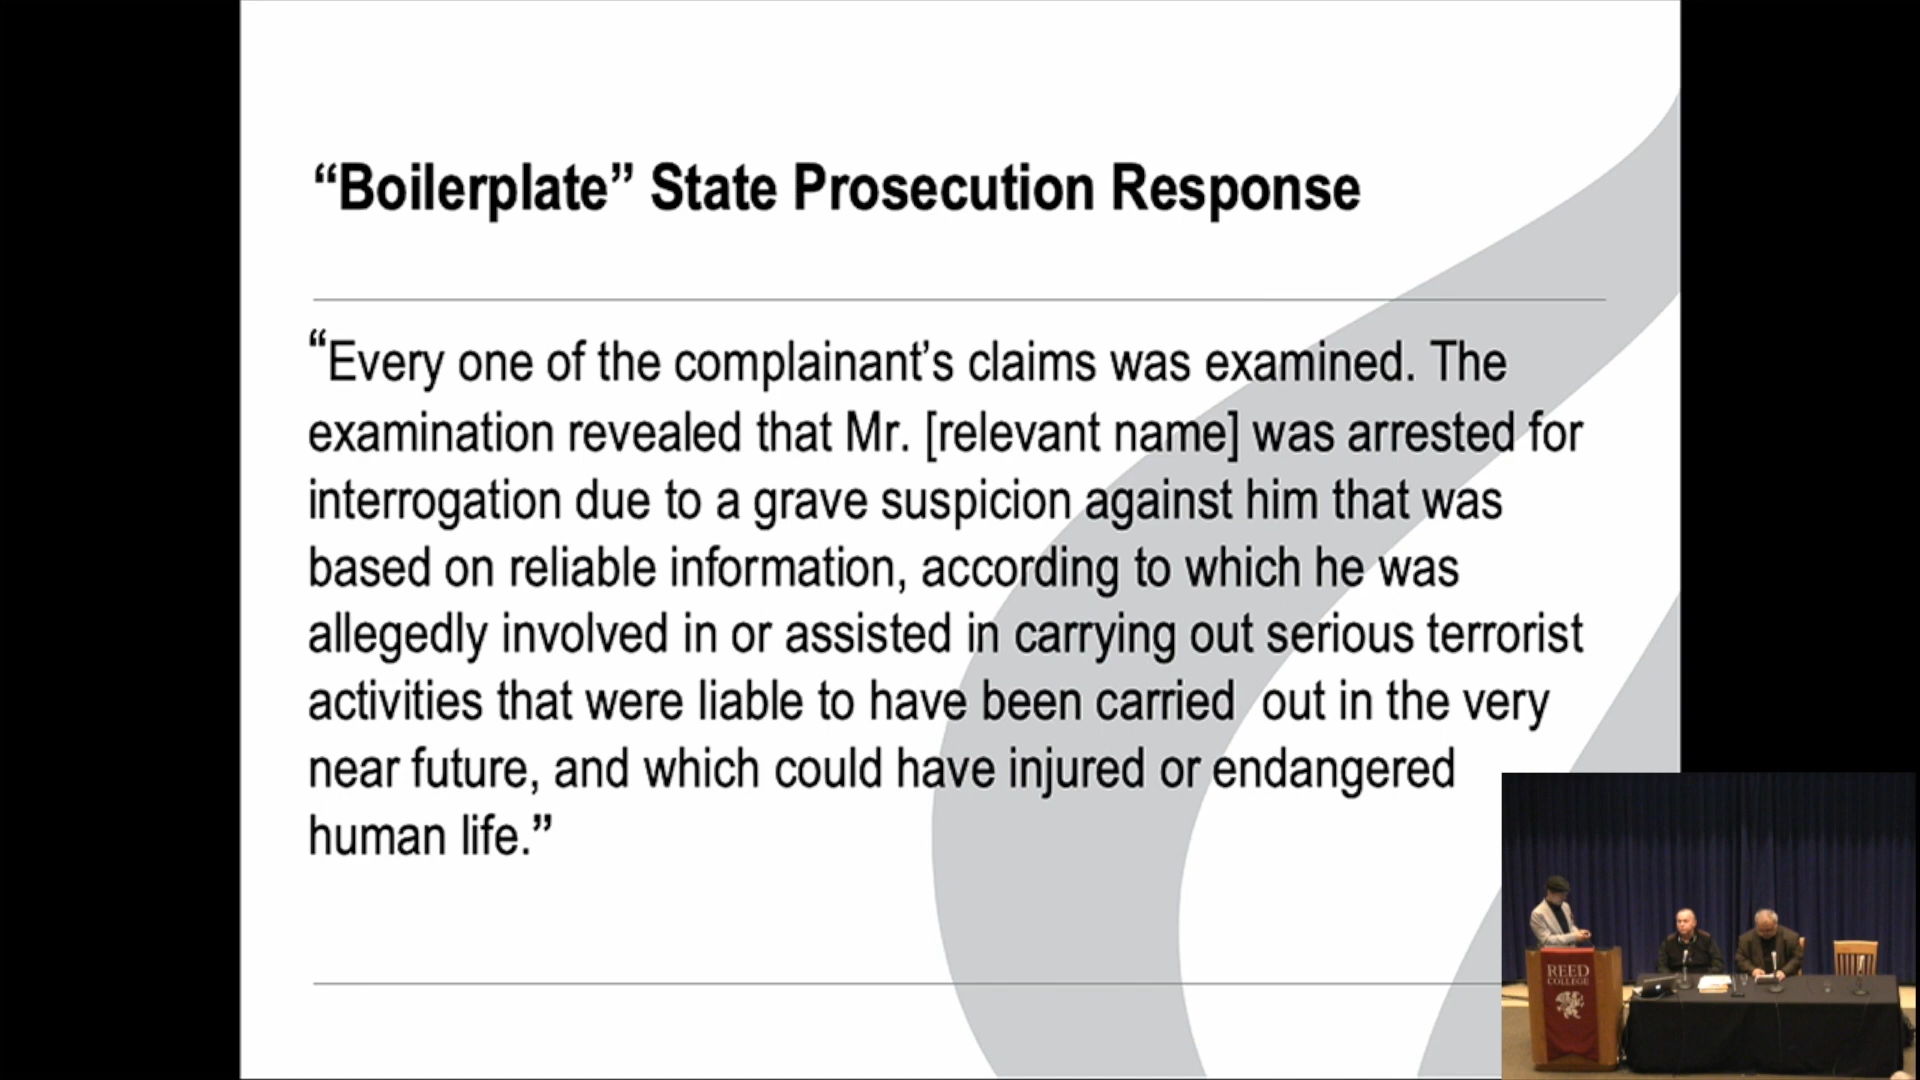 “Boilerplate” State Prosecution Response
“Every one of the complainant’s claims was examined. The
examination revealed that Mr. [relevant name] was arrested for
interrogation due to a grave suspicion against him that was
based on reliable information, according to which he was
allegedly involved in or assisted in carrying out serious terrorist
activities that were liable to have been carried  out in the very
near future, and which could have injured or endangered
human life.”
REED
COLLEGE